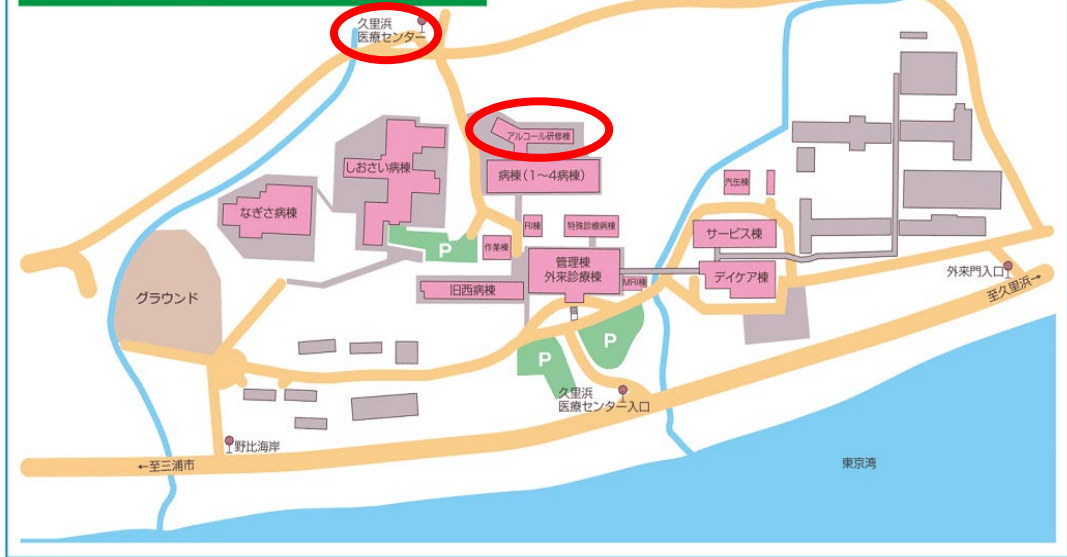 久里浜
医療センター
アルコール研修棟
しおさい病棟
病棟(1〜4病棟)
なぎさ病棟
汽缶棟
RI棟
特殊診療病棟
サービス棟
作業棟
P
管理棟
外来診療棟
MRI棟
デイケア棟
外来門入口
旧西病棟
至久里浜→
グラウンド
P
P
久里浜
医療センター入口
野比海岸
←至三浦市
東京湾